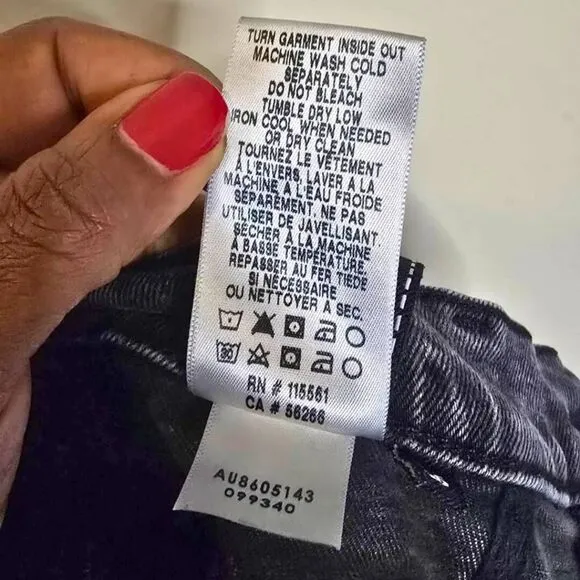 TURN GARMENT INSIDE OUT
MACHINE WASH COLD
SEPARATELY
DO NOT BLEACH
TUMBLE DRY LOW
IRON COOL WHEN NEEDED
OR DRY CLEAN
TOURNEZ LE VÊTEMENT
À L'ENVERS. LAVER À LA
MACHINE À L'EAU FROIDE
SÉPARÉMENT. NE PAS
UTILISER DE JAVELLISANT.
SÉCHER À LA MACHINE
À BASSE TEMPÉRATURE.
REPASSER AU FER TIÈDE
SI NÉCESSAIRE
OU NETTOYER À SEC.
RN # 115561
CA # 56266
AU8605143
099340